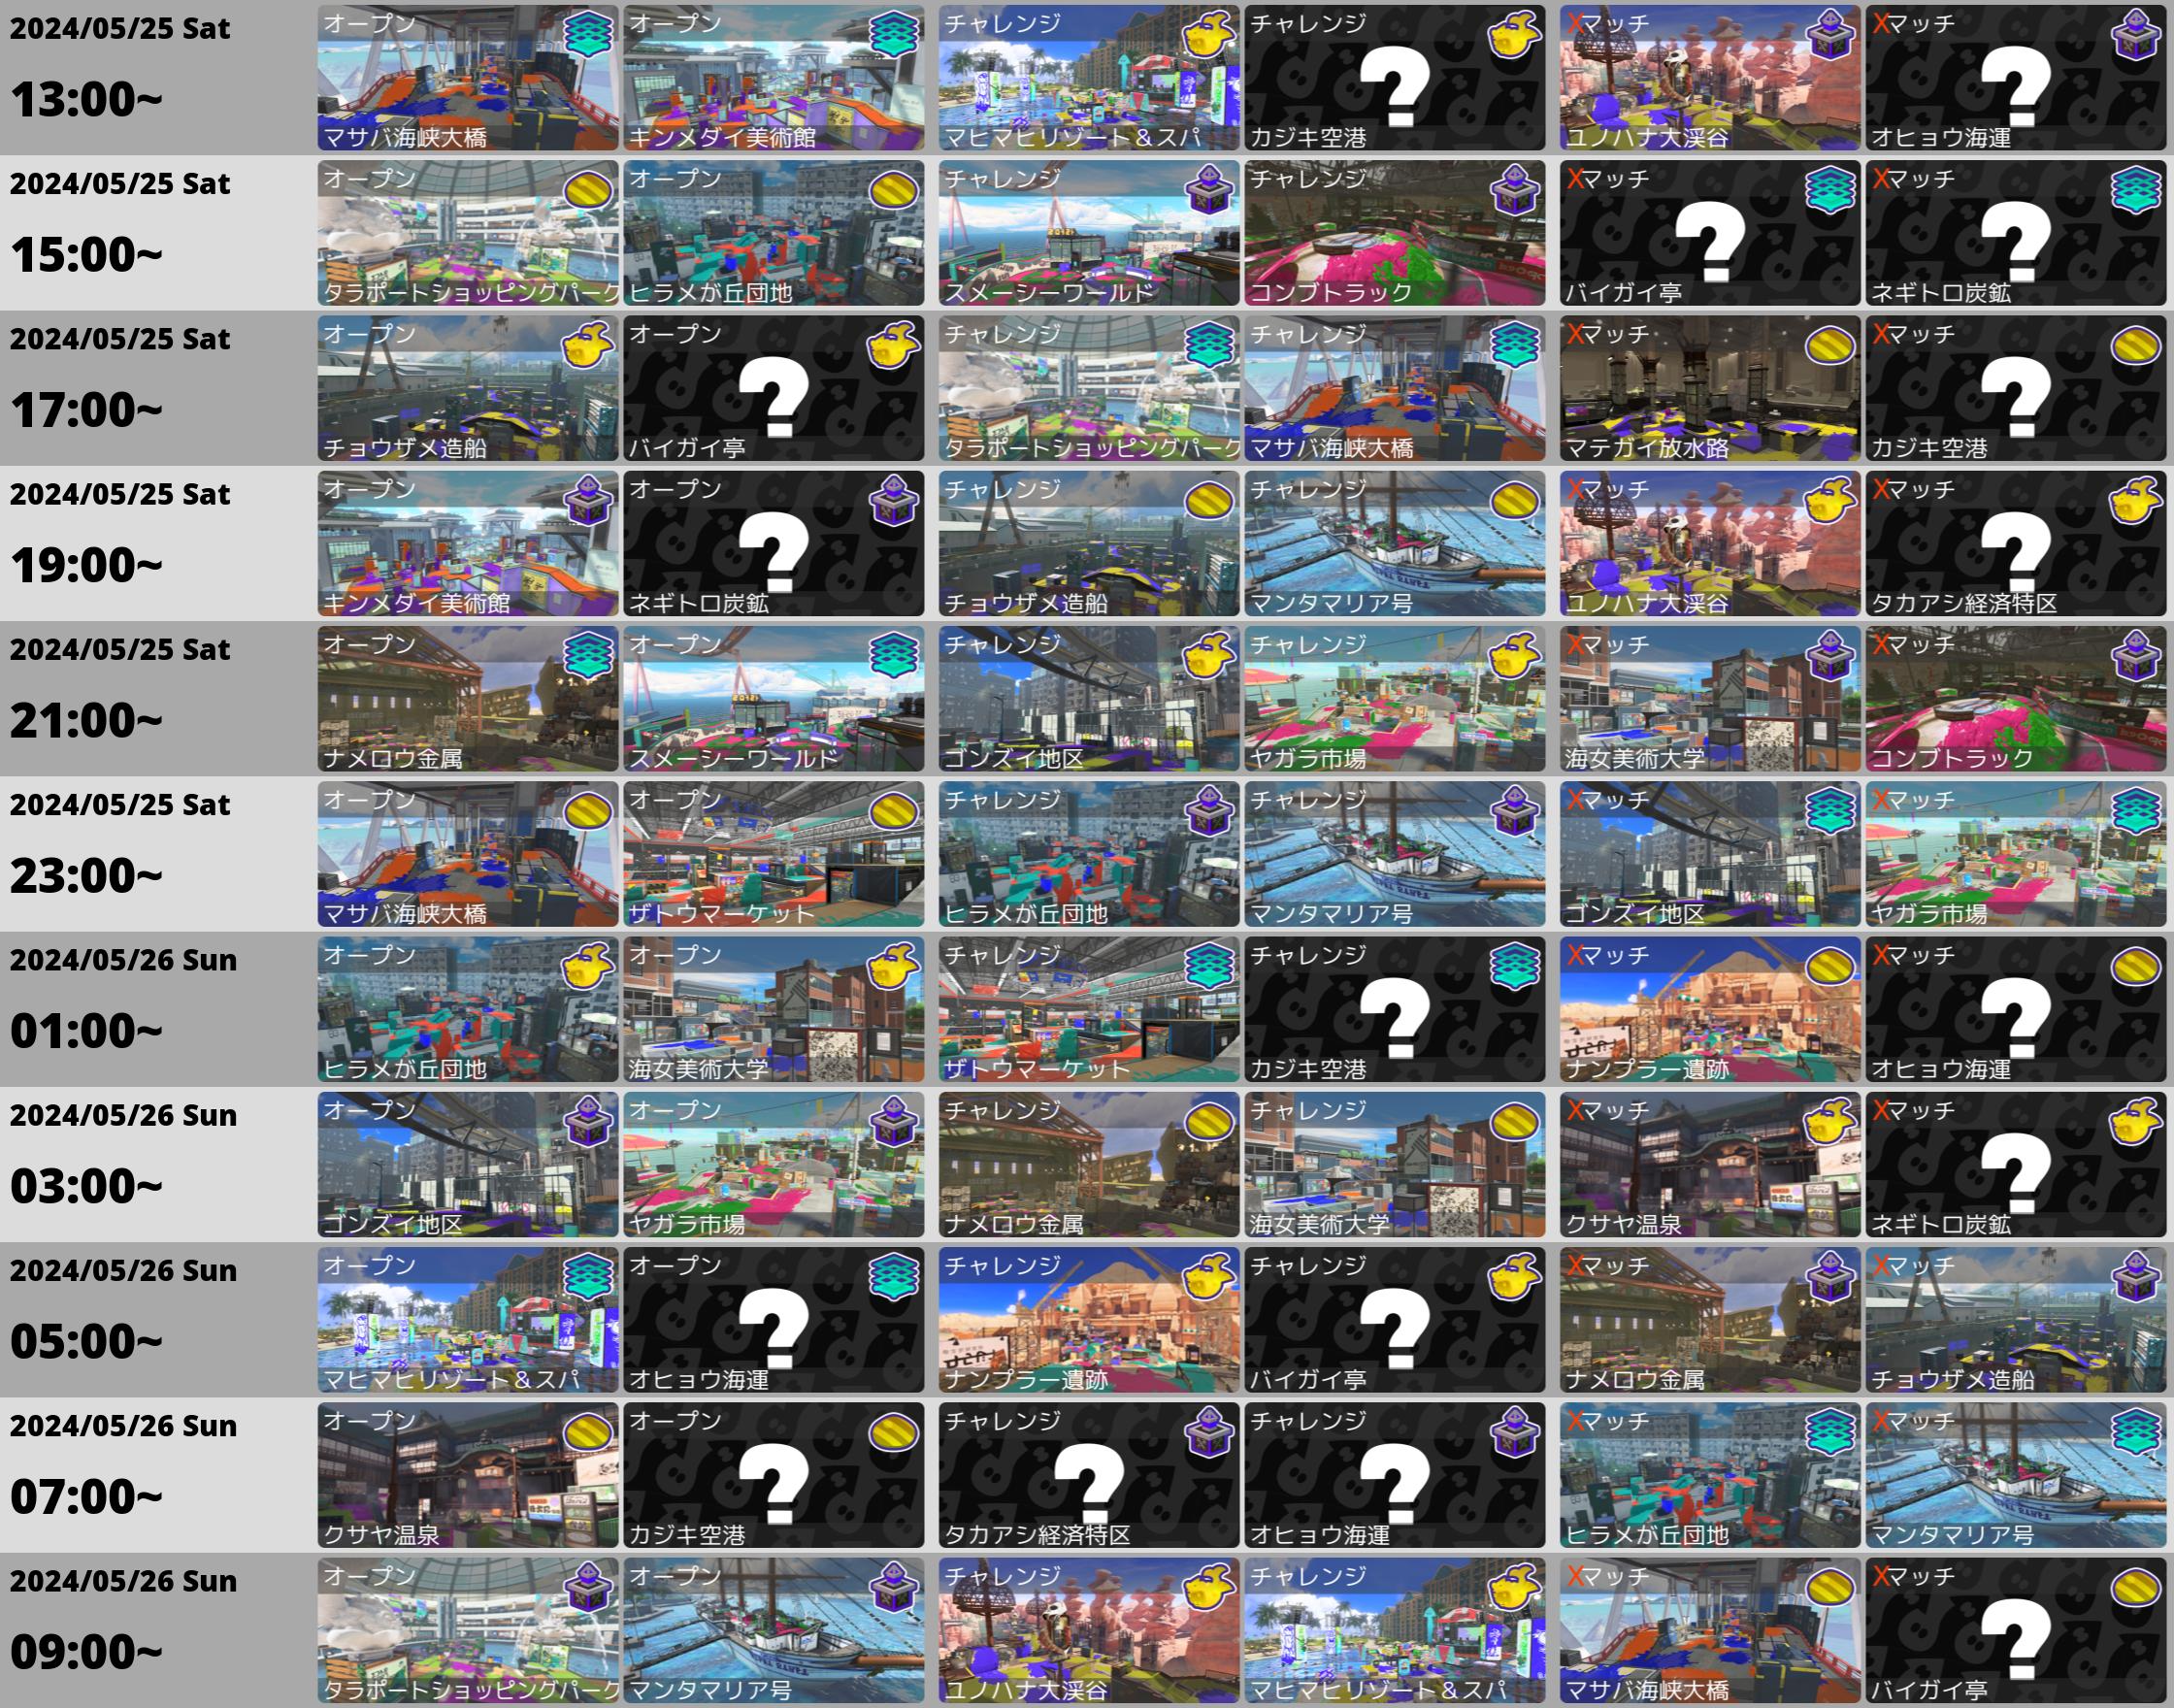 2024/05/25 Sat
13:00~
オープン オープン チャレンジ チャレンジ Xマッチ Xマッチ
マサバ海峡大橋 キンメダイ美術館 マヒマヒリゾート＆スパ カジキ空港 ユノハナ大渓谷 オヒョウ海運
2024/05/25 Sat
15:00~
オープン オープン チャレンジ チャレンジ Xマッチ Xマッチ
タラポートショッピングパーク ヒラメが丘団地 スメーシーワールド コンブトラック バイガイ亭 ネギトロ炭鉱
2024/05/25 Sat
17:00~
オープン オープン チャレンジ チャレンジ Xマッチ Xマッチ
チョウザメ造船 バイガイ亭 タラポートショッピングパーク マサバ海峡大橋 マテガイ放水路 カジキ空港
2024/05/25 Sat
19:00~
オープン オープン チャレンジ チャレンジ Xマッチ Xマッチ
キンメダイ美術館 ネギトロ炭鉱 チョウザメ造船 マンタマリア号 ユノハナ大渓谷 タカアシ経済特区
2024/05/25 Sat
21:00~
オープン オープン チャレンジ チャレンジ Xマッチ Xマッチ
ナメロウ金属 スメーシーワールド ゴンズイ地区 ヤガラ市場 海女美術大学 コンブトラック
2024/05/25 Sat
23:00~
オープン オープン チャレンジ チャレンジ Xマッチ Xマッチ
マサバ海峡大橋 ザトウマーケット ヒラメが丘団地 マンタマリア号 ゴンズイ地区 ヤガラ市場
2024/05/26 Sun
01:00~
オープン オープン チャレンジ チャレンジ Xマッチ Xマッチ
ヒラメが丘団地 海女美術大学 ザトウマーケット カジキ空港 ナンプラー遺跡 オヒョウ海運
2024/05/26 Sun
03:00~
オープン オープン チャレンジ チャレンジ Xマッチ Xマッチ
ゴンズイ地区 ヤガラ市場 ナメロウ金属 海女美術大学 クサヤ温泉 ネギトロ炭鉱
2024/05/26 Sun
05:00~
オープン オープン チャレンジ チャレンジ Xマッチ Xマッチ
マヒマヒリゾート＆スパ オヒョウ海運 ナンプラー遺跡 バイガイ亭 ナメロウ金属 チョウザメ造船
2024/05/26 Sun
07:00~
オープン オープン チャレンジ チャレンジ Xマッチ Xマッチ
クサヤ温泉 カジキ空港 タカアシ経済特区 オヒョウ海運 ヒラメが丘団地 マンタマリア号
2024/05/26 Sun
09:00~
オープン オープン チャレンジ チャレンジ Xマッチ Xマッチ
タラポートショッピングパーク マンタマリア号 ユノハナ大渓谷 マヒマヒリゾート＆スパ マサバ海峡大橋 バイガイ亭